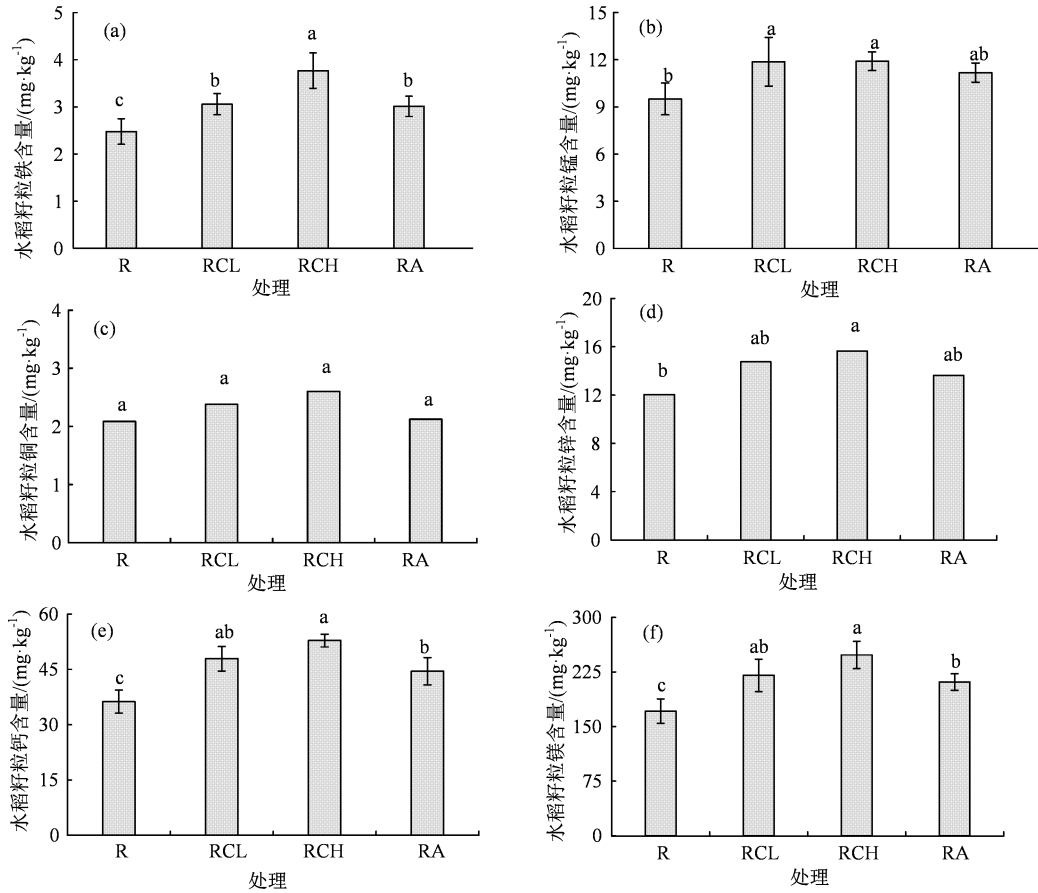 (a)
水稻籽粒铁含量/(mg·kg⁻¹)
5
4
3
2
1
0
c
b
a
b
R RCL RCH RA
处理
(b)
水稻籽粒锰含量/(mg·kg⁻¹)
15
12
9
6
3
0
b
a
a
ab
R RCL RCH RA
处理
(c)
水稻籽粒铜含量/(mg·kg⁻¹)
4
3
2
1
0
a
a
a
a
R RCL RCH RA
处理
(d)
水稻籽粒锌含量/(mg·kg⁻¹)
20
16
12
8
4
0
b
ab
a
ab
R RCL RCH RA
处理
(e)
水稻籽粒钙含量/(mg·kg⁻¹)
60
45
30
15
0
c
ab
a
b
R RCL RCH RA
处理
(f)
水稻籽粒镁含量/(mg·kg⁻¹)
300
225
150
75
0
c
ab
a
b
R RCL RCH RA
处理